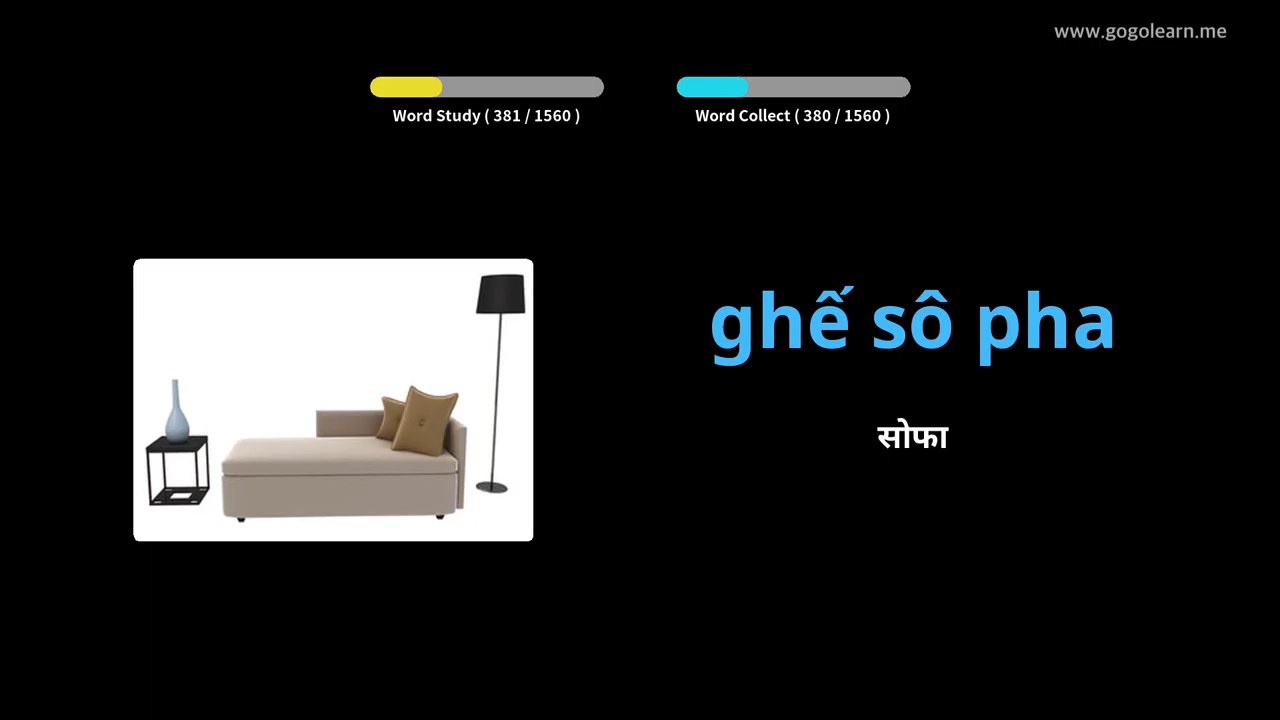 www.gogolearn.me
Word Study ( 381 / 1560 )
Word Collect ( 380 / 1560 )
ghế sô pha
सोफा